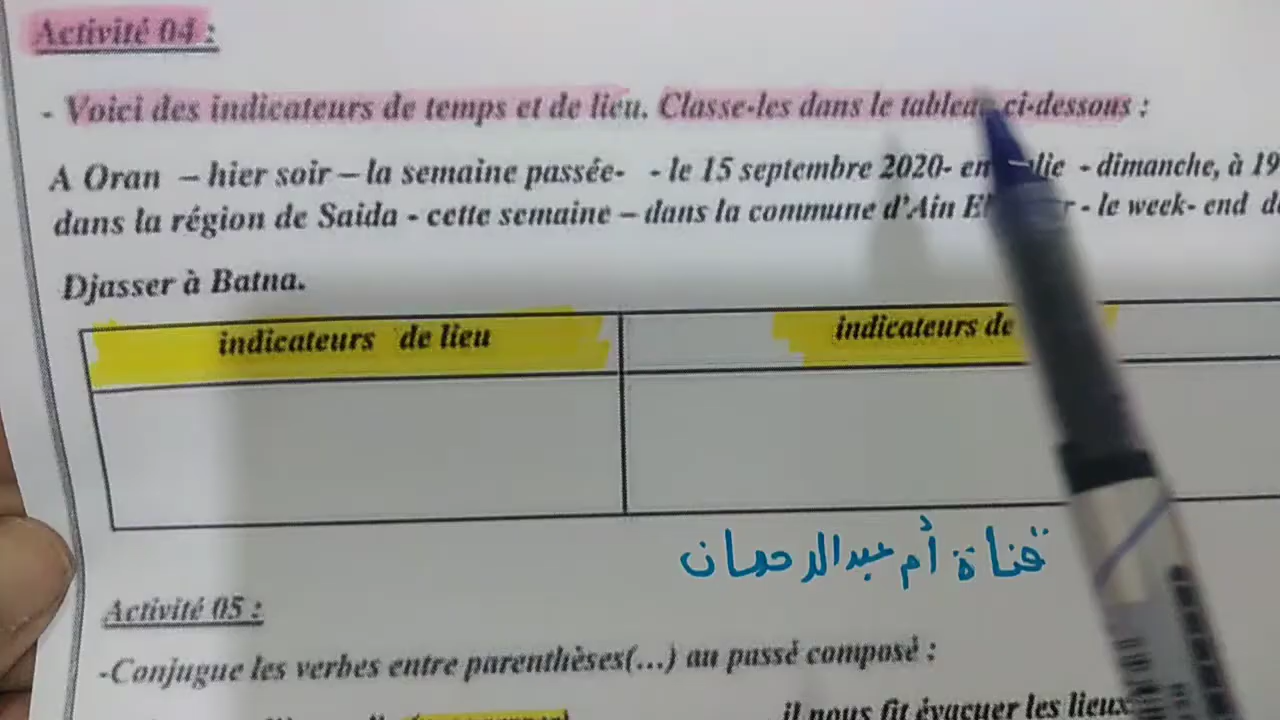 Activité 04 :
- Voici des indicateurs de temps et de lieu. Classe-les dans le tableau ci-dessous :
A Oran – hier soir – la semaine passée- - le 15 septembre 2020- en - dimanche, à 19
dans la région de Saida - cette semaine – dans la commune d'Ain - le week- end
Djasser à Batna.
indicateurs de lieu
indicateurs de
قناة أم عبدالرحمان
Activité 05 :
-Conjugue les verbes entre parenthèses(...) au passé composé :
il nous fit évacuer les lieux